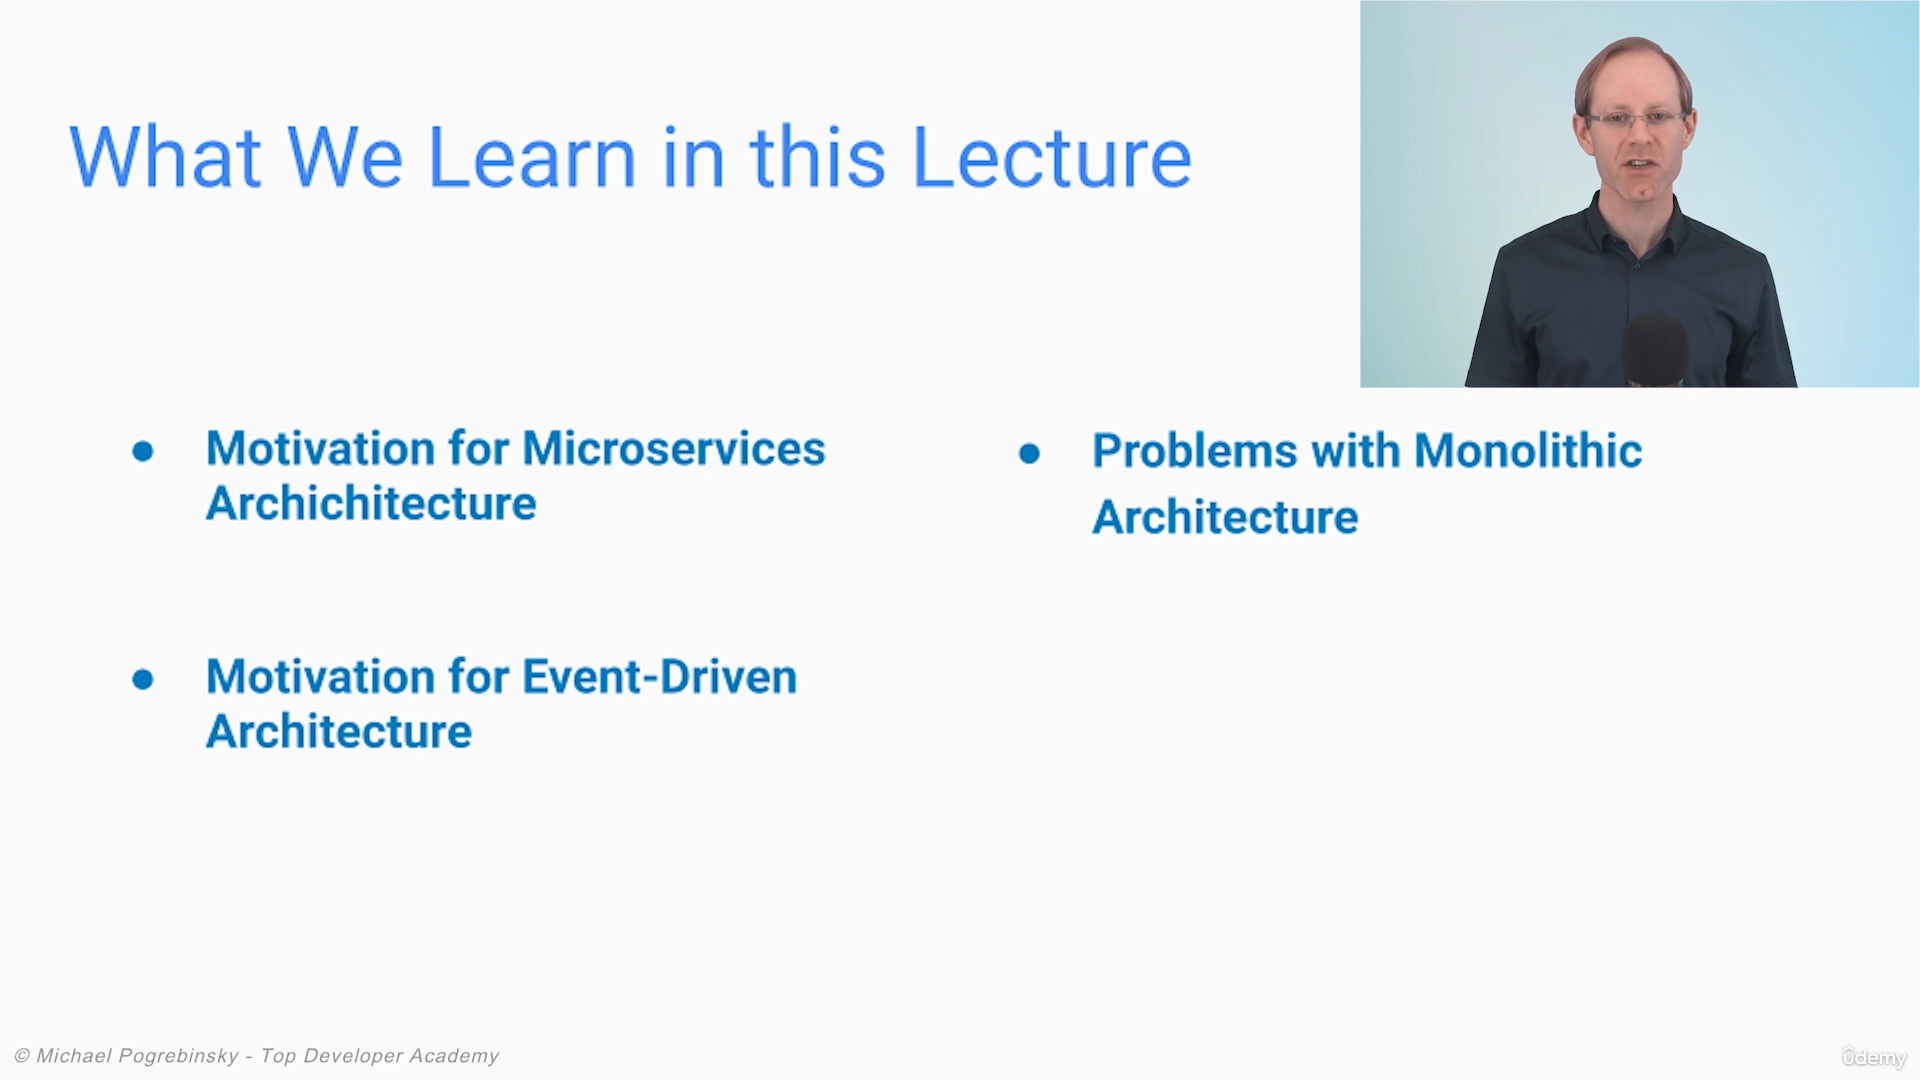 What We Learn in this Lecture
● Motivation for Microservices
Archichitecture
● Motivation for Event-Driven
Architecture
● Problems with Monolithic
Architecture
© Michael Pogrebinsky - Top Developer Academy
ûdemy